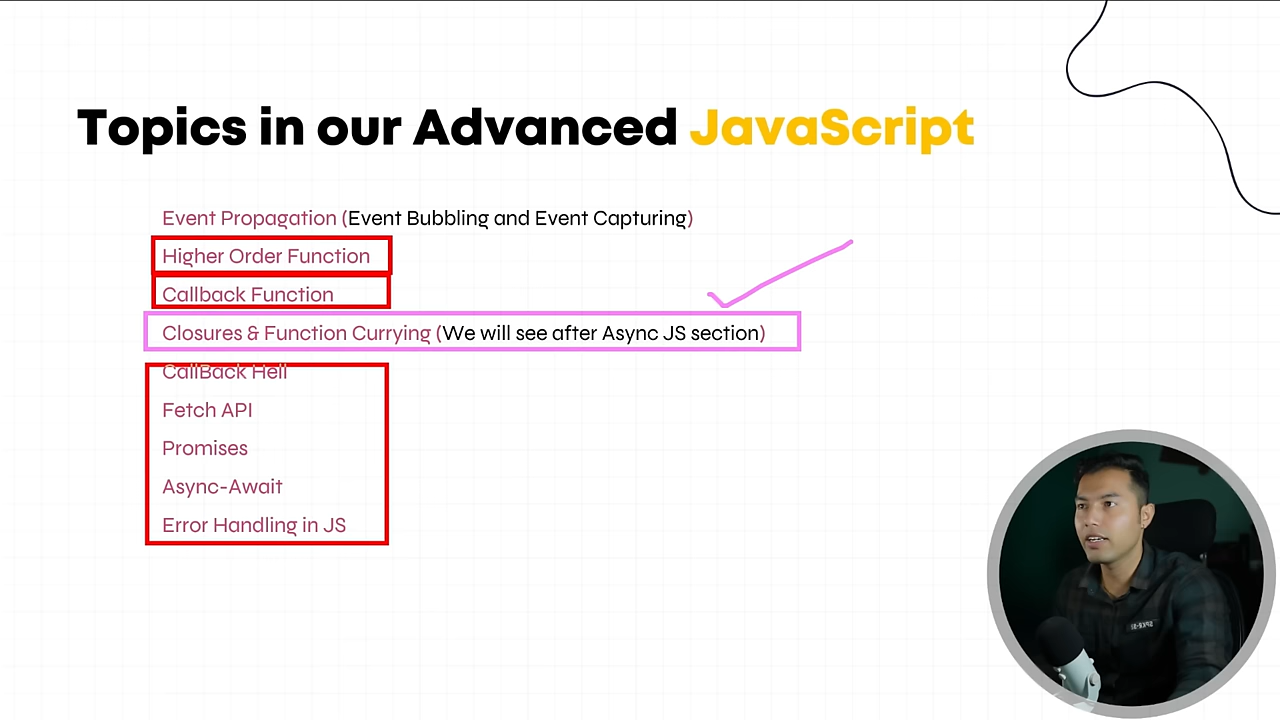 Topics in our Advanced JavaScript
Event Propagation (Event Bubbling and Event Capturing)
Higher Order Function
Callback Function
Closures & Function Currying (We will see after Async JS section)
CallBack Hell
Fetch API
Promises
Async-Await
Error Handling in JS